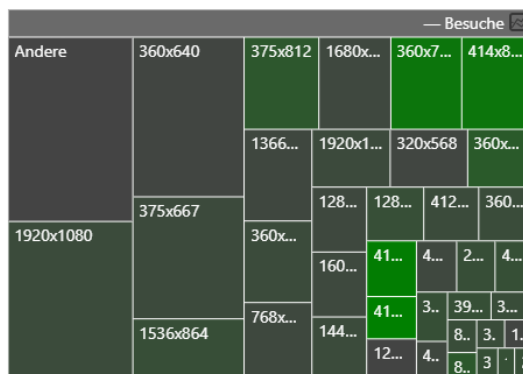 — Besuche
Andere
360x640
375x812
1680x...
360x7...
414x8...
1366...
1920x1...
320x568
360x...
375x667
128...
128...
412...
360...
1920x1080
360x...
41...
4...
2...
4...
160...
768x...
41...
3..
39...
3...
1536x864
144...
8..
3.
1.
12...
4..
8..
3